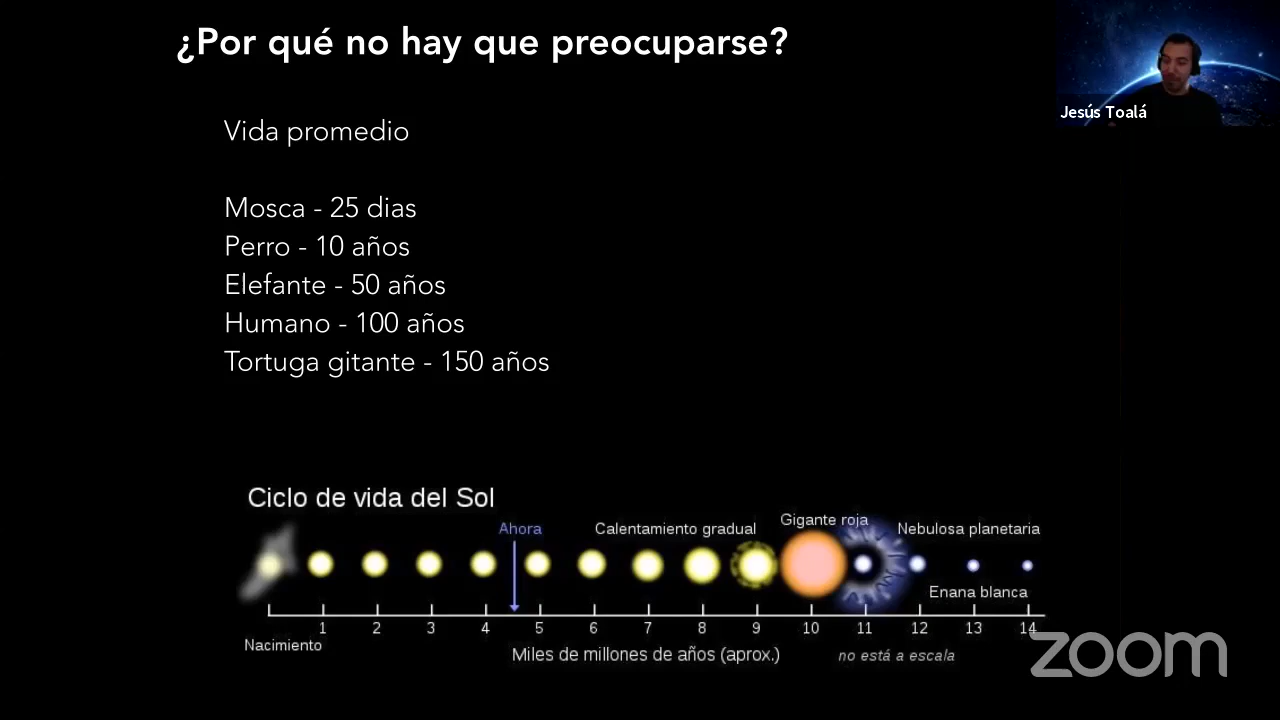 ¿Por qué no hay que preocuparse?
Jesús Toalá
Vida promedio
Mosca - 25 dias
Perro - 10 años
Elefante - 50 años
Humano - 100 años
Tortuga gitante - 150 años
Ciclo de vida del Sol
Ahora
Calentamiento gradual
Gigante roja
Nebulosa planetaria
Enana blanca
1 2 3 4 5 6 7 8 9 10 11 12 13 14
Nacimiento
Miles de millones de años (aprox.)
no está a escala
zoom